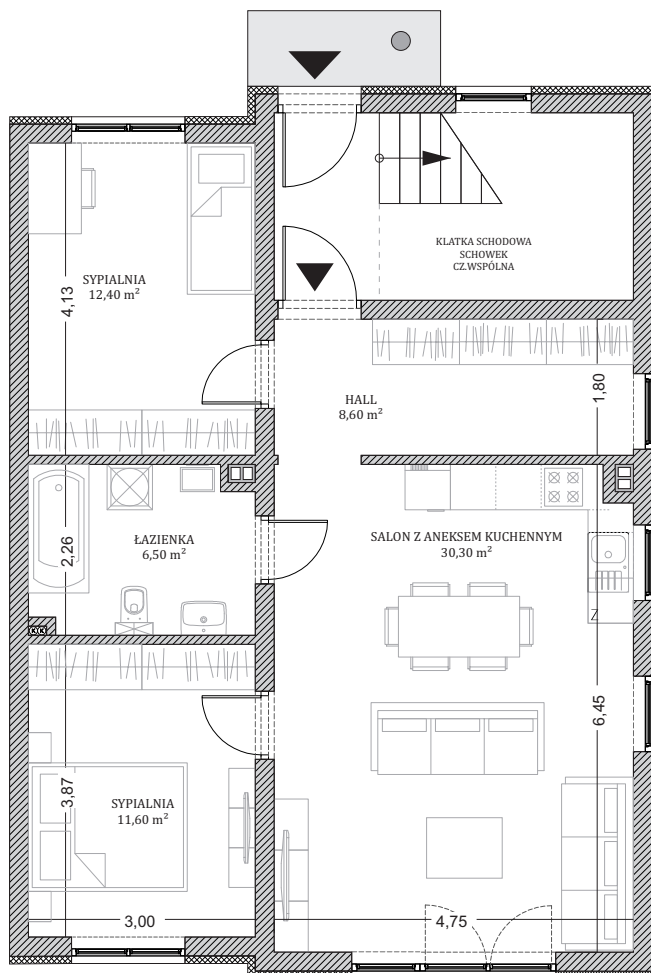 KLATKA SCHODOWA
SCHOWEK
CZ.WSPÓLNA
SYPIALNIA
12,40 m²
4,13
HALL
8,60 m²
1,80
ŁAZIENKA
6,50 m²
2,26
SALON Z ANEKSEM KUCHENNYM
30,30 m²
Z
6,45
SYPIALNIA
11,60 m²
3,87
3,00
4,75